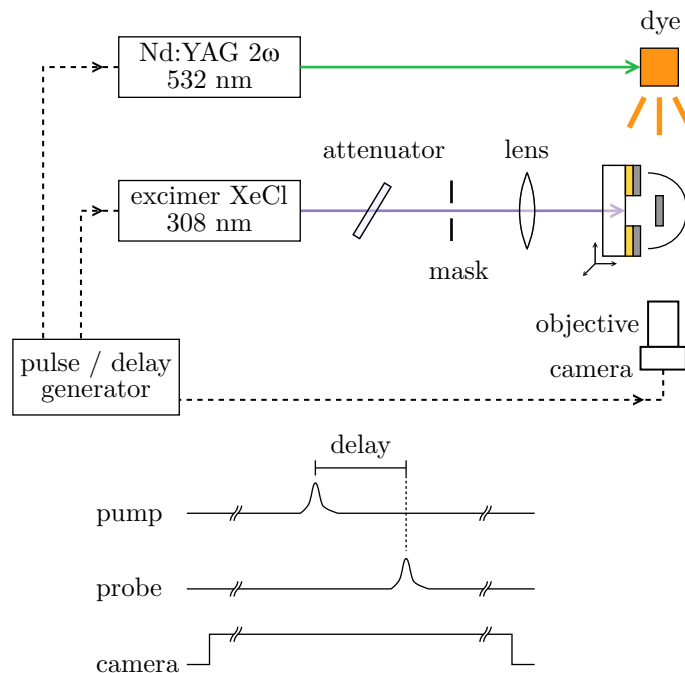 dye
Nd:YAG 2ω
532 nm
attenuator
lens
excimer XeCl
308 nm
mask
objective
camera
pulse / delay
generator
delay
pump
probe
camera